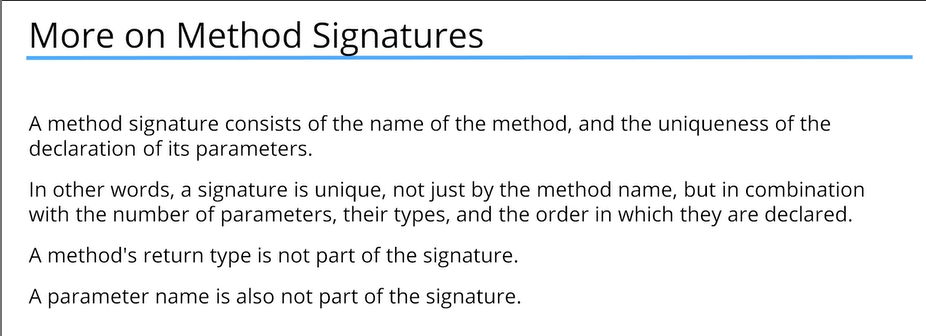 More on Method Signatures
A method signature consists of the name of the method, and the uniqueness of the
declaration of its parameters.
In other words, a signature is unique, not just by the method name, but in combination
with the number of parameters, their types, and the order in which they are declared.
A method's return type is not part of the signature.
A parameter name is also not part of the signature.